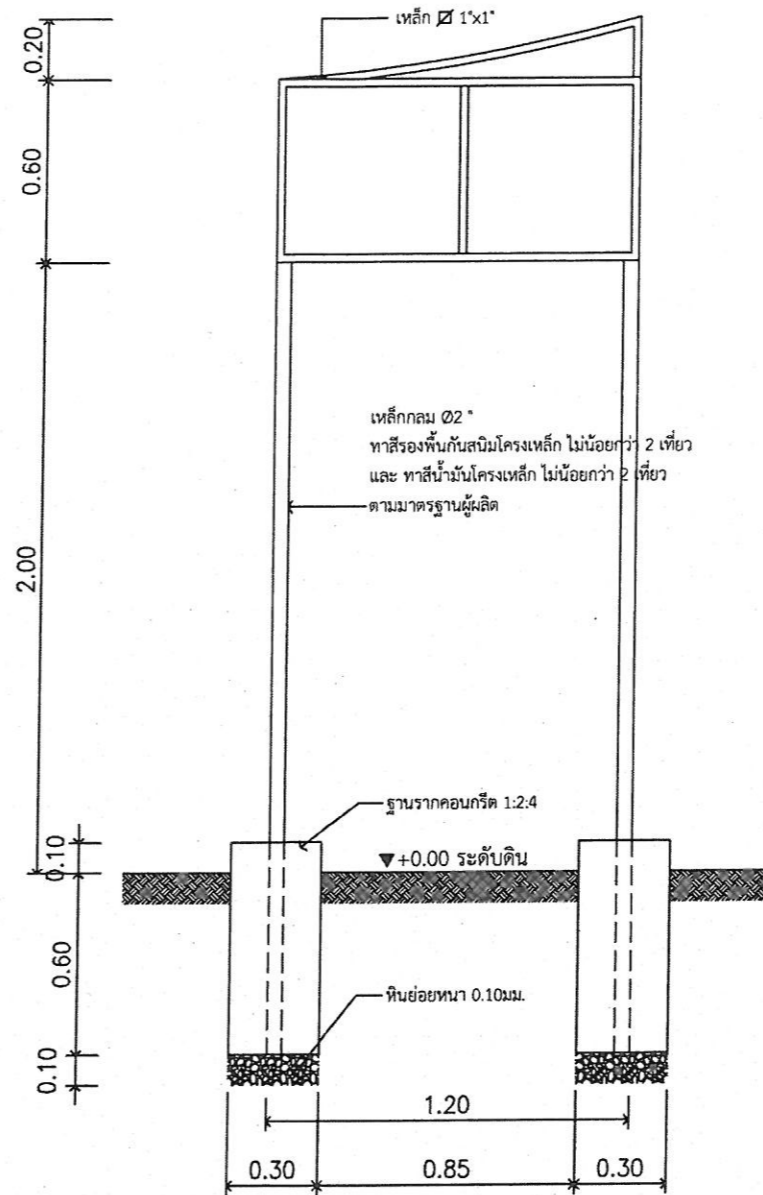 เหล็ก 1"x1"
0.20
0.60
เหล็กกลม Ø2 "
ทาสีรองพื้นกันสนิมโครงเหล็ก ไม่น้อยกว่า 2 เที่ยว
และ ทาสีน้ำมันโครงเหล็ก ไม่น้อยกว่า 2 เที่ยว
ตามมาตรฐานผู้ผลิต
2.00
ฐานรากคอนกรีต 1:2:4
0.10
+0.00 ระดับดิน
0.60
หินย่อยหนา 0.10มม.
0.10
1.20
0.30 0.85 0.30